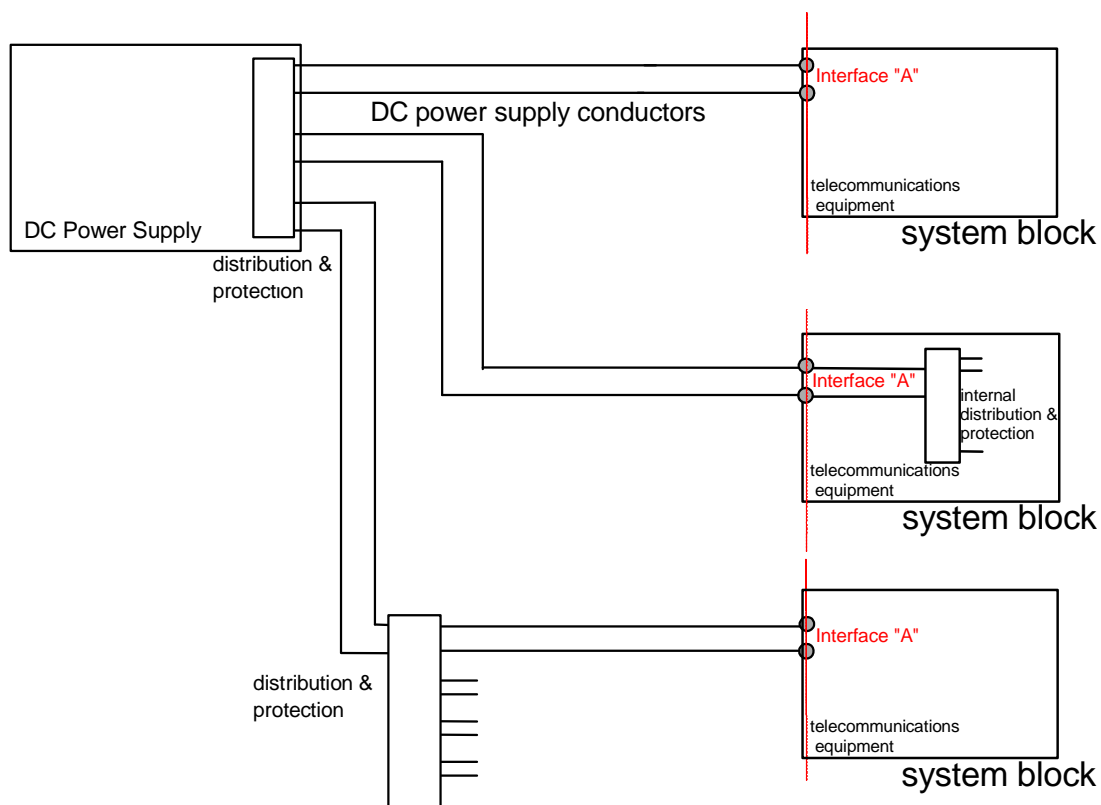 Interface "A"
DC power supply conductors
telecommunications
equipment
DC Power Supply
system block
distribution &
protection
Interface "A"
internal
distribution &
protection
telecommunications
equipment
system block
Interface "A"
distribution &
protection
telecommunications
equipment
system block